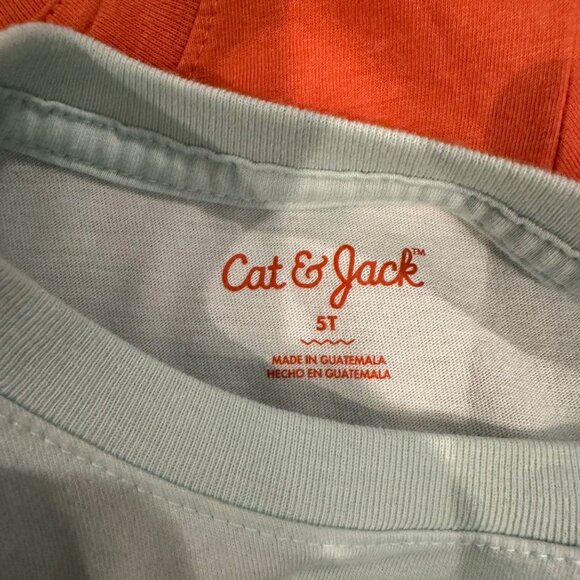 Cat & Jack™
5T
MADE IN GUATEMALA
HECHO EN GUATEMALA